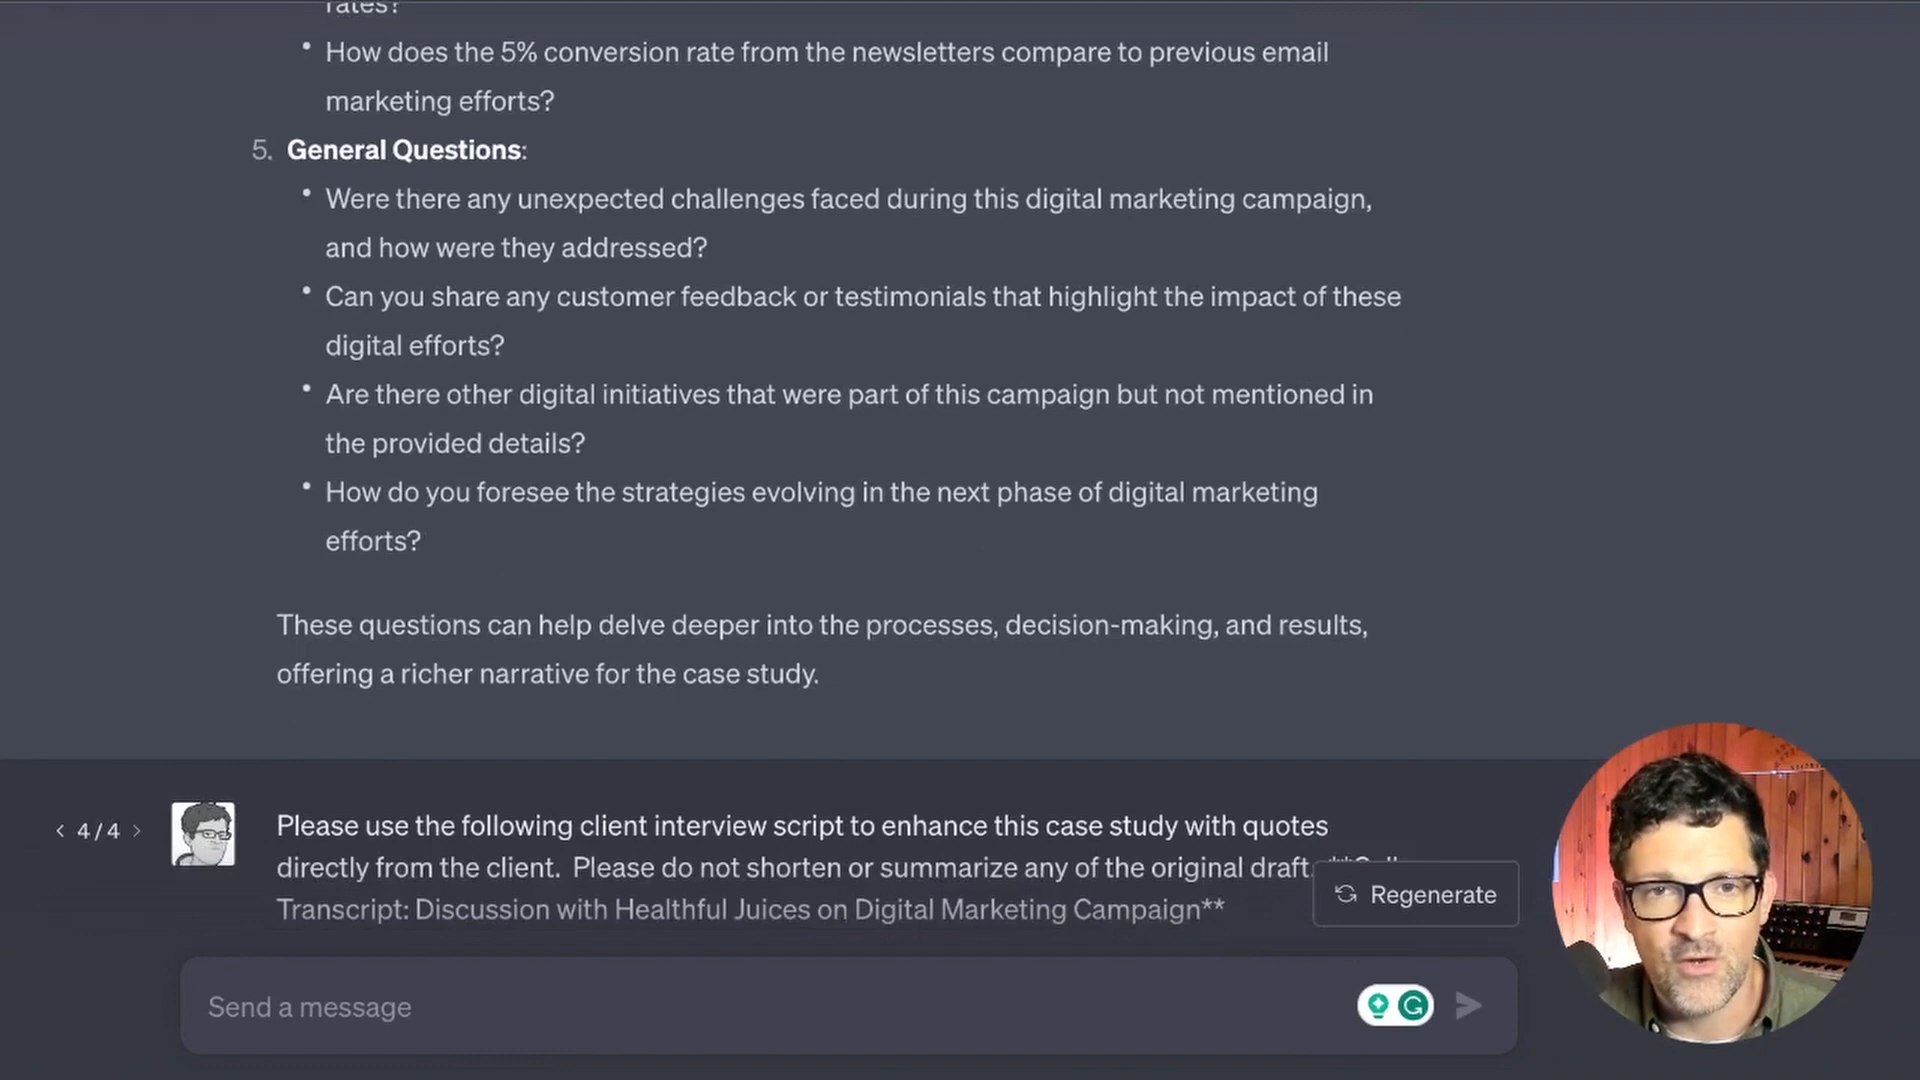 rates?
• How does the 5% conversion rate from the newsletters compare to previous email
marketing efforts?
5. General Questions:
• Were there any unexpected challenges faced during this digital marketing campaign,
and how were they addressed?
• Can you share any customer feedback or testimonials that highlight the impact of these
digital efforts?
• Are there other digital initiatives that were part of this campaign but not mentioned in
the provided details?
• How do you foresee the strategies evolving in the next phase of digital marketing
efforts?
These questions can help delve deeper into the processes, decision-making, and results,
offering a richer narrative for the case study.
< 4 / 4 >
Please use the following client interview script to enhance this case study with quotes
directly from the client. Please do not shorten or summarize any of the original draft.
Transcript: Discussion with Healthful Juices on Digital Marketing Campaign**
Regenerate
Send a message